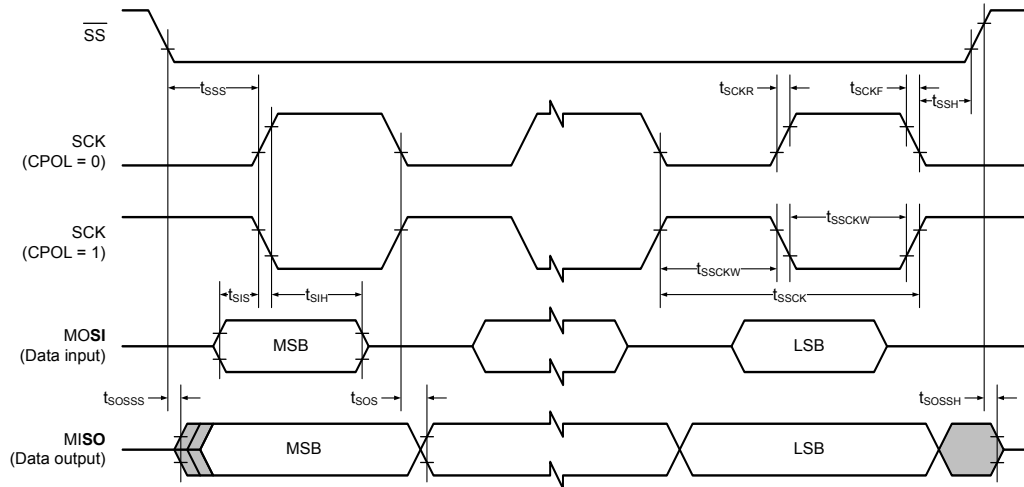 SS
tSSS
tSCKR
tSCKF
tSSH
SCK
(CPOL = 0)
SCK
(CPOL = 1)
tSSCKW
tSSCKW
tSIS
tSIH
tSSCK
MOSI
(Data input)
MSB
LSB
tSOSSS
tSOS
tSOSSH
MISO
(Data output)
MSB
LSB